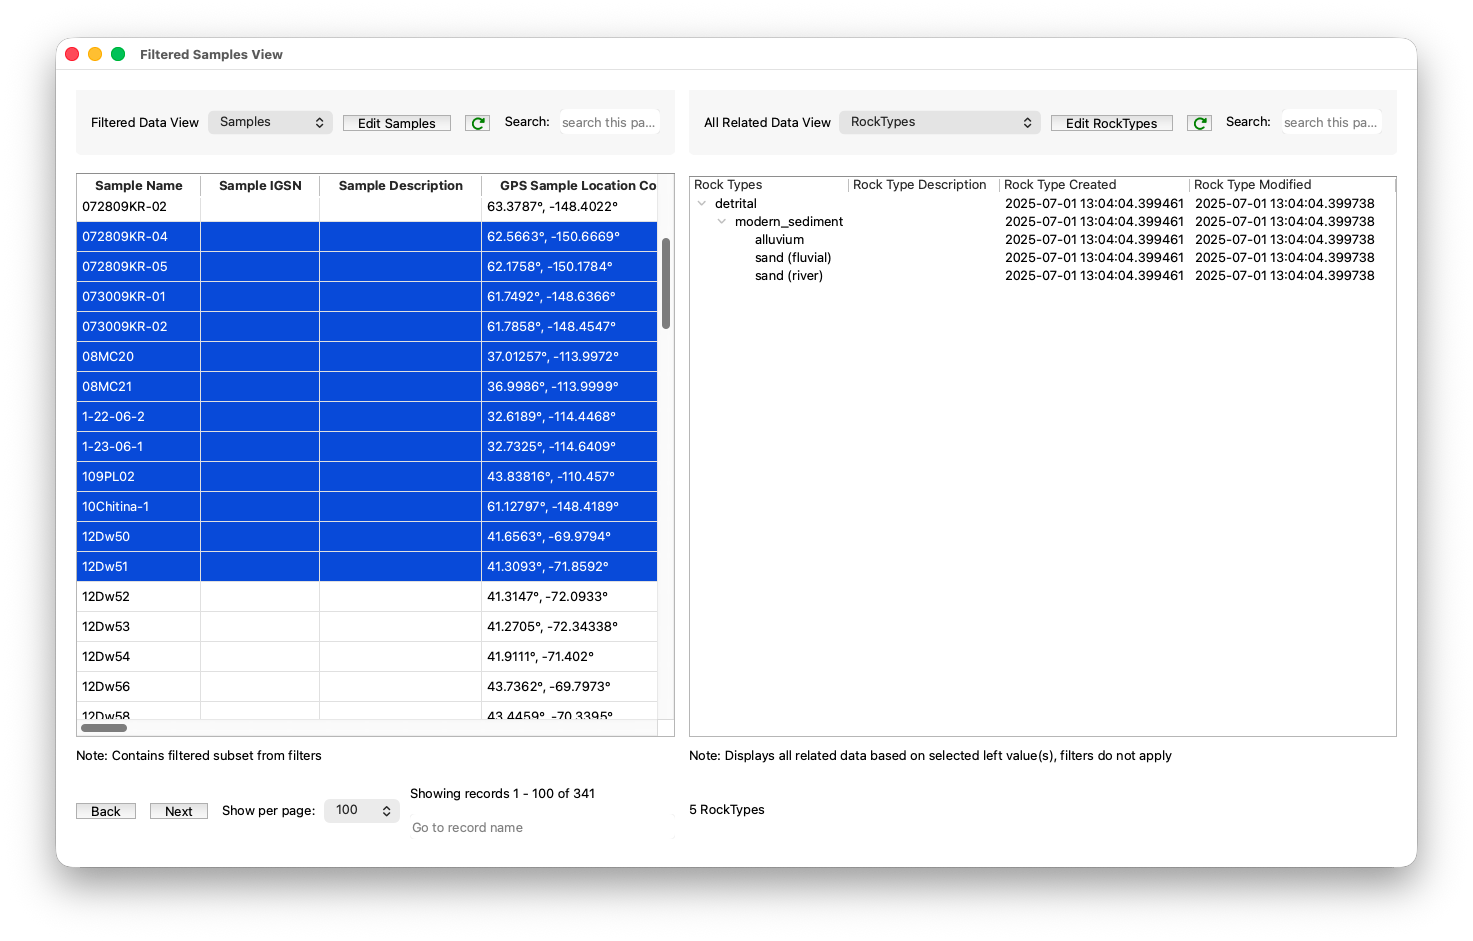 Filtered Samples View
Filtered Data View Samples Edit Samples Search: search this pa...
All Related Data View RockTypes Edit RockTypes Search: search this pa...
Sample Name Sample IGSN Sample Description GPS Sample Location Co
072809KR-02 63.3787°, -148.4022°
072809KR-04 62.5663°, -150.6669°
072809KR-05 62.1758°, -150.1784°
073009KR-01 61.7492°, -148.6366°
073009KR-02 61.7858°, -148.4547°
08MC20 37.01257°, -113.9972°
08MC21 36.9986°, -113.9999°
1-22-06-2 32.6189°, -114.4468°
1-23-06-1 32.7325°, -114.6409°
109PL02 43.83816°, -110.457°
10Chitina-1 61.12797°, -148.4189°
12Dw50 41.6563°, -69.9794°
12Dw51 41.3093°, -71.8592°
12Dw52 41.3147°, -72.0933°
12Dw53 41.2705°, -72.34338°
12Dw54 41.9111°, -71.402°
12Dw56 43.7362°, -69.7973°
12Dw58 43.4459°, -70.3395°
Note: Contains filtered subset from filters
Back Next Show per page: 100
Showing records 1 - 100 of 341
Go to record name
Rock Types Rock Type Description Rock Type Created Rock Type Modified
detrital 2025-07-01 13:04:04.399461 2025-07-01 13:04:04.399738
modern_sediment 2025-07-01 13:04:04.399461 2025-07-01 13:04:04.399738
alluvium 2025-07-01 13:04:04.399461 2025-07-01 13:04:04.399738
sand (fluvial) 2025-07-01 13:04:04.399461 2025-07-01 13:04:04.399738
sand (river) 2025-07-01 13:04:04.399461 2025-07-01 13:04:04.399738
Note: Displays all related data based on selected left value(s), filters do not apply
5 RockTypes